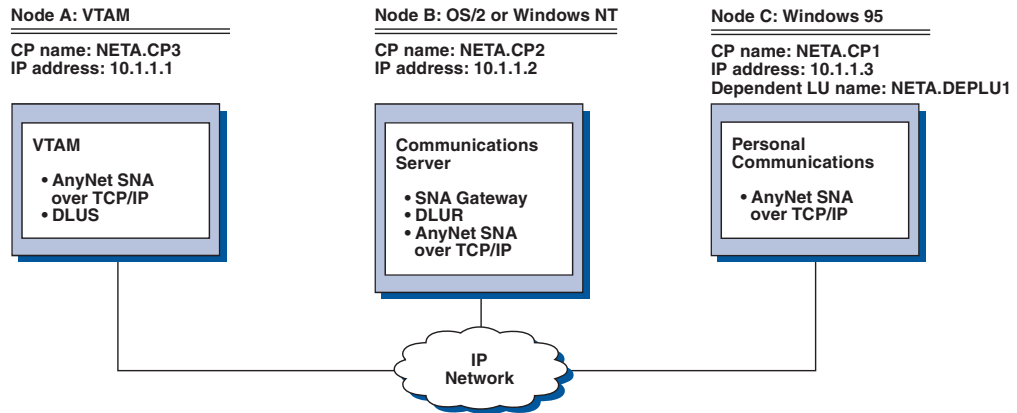 Node A: VTAM
CP name: NETA.CP3
IP address: 10.1.1.1
VTAM
• AnyNet SNA
over TCP/IP
• DLUS
Node B: OS/2 or Windows NT
CP name: NETA.CP2
IP address: 10.1.1.2
Communications
Server
• SNA Gateway
• DLUR
• AnyNet SNA
over TCP/IP
Node C: Windows 95
CP name: NETA.CP1
IP address: 10.1.1.3
Dependent LU name: NETA.DEPLU1
Personal
Communications
• AnyNet SNA
over TCP/IP
IP
Network